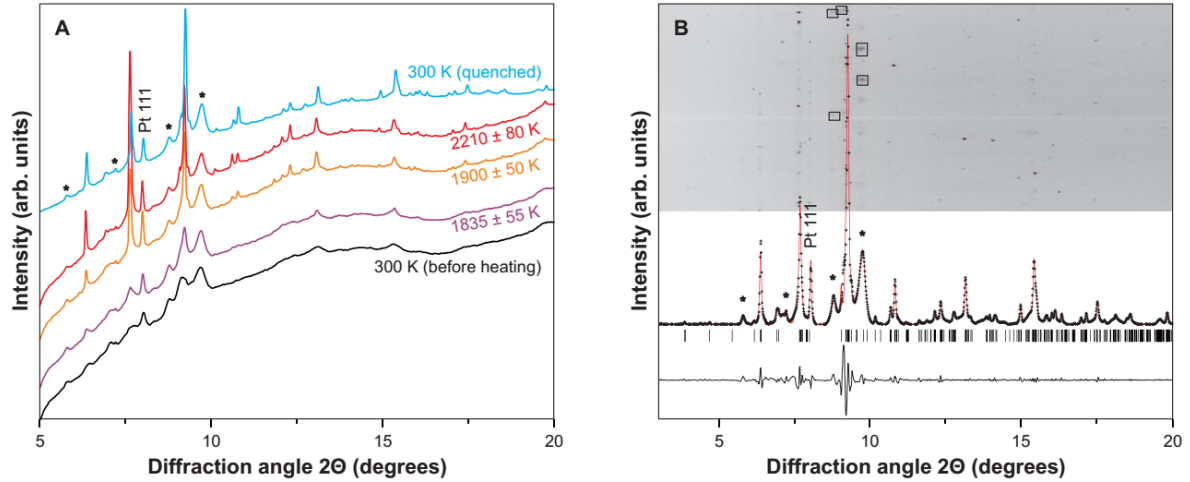 A
Intensity (arb. units)
*
*
Pt 111
*
*
300 K (quenched)
2210 ± 80 K
1900 ± 50 K
1835 ± 55 K
300 K (before heating)
5
10
15
20
Diffraction angle 2Θ (degrees)
B
Intensity (arb. units)
*
*
Pt 111
*
*
5
10
15
20
Diffraction angle 2Θ (degrees)